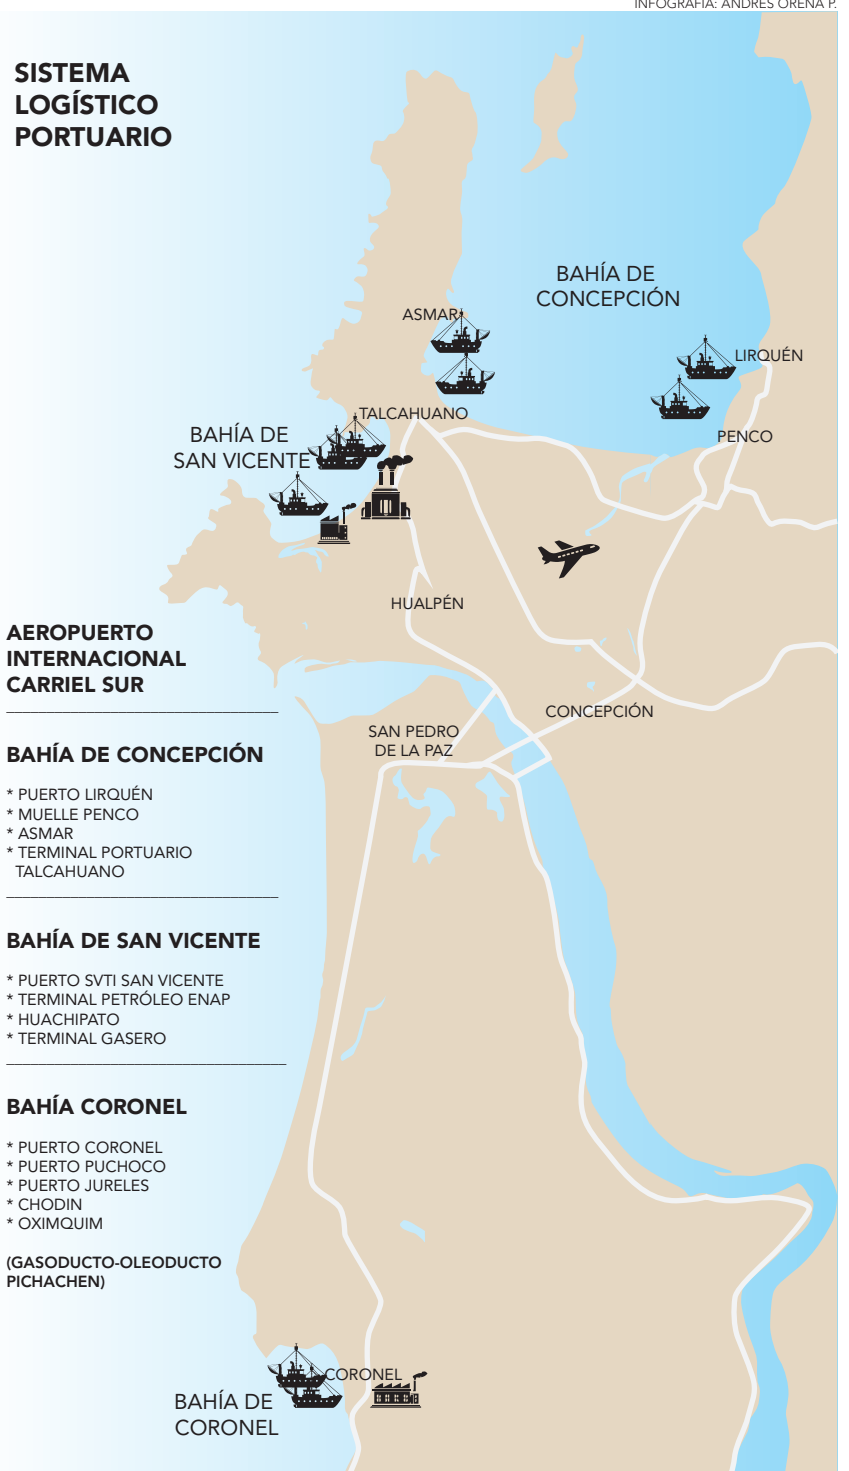 INFOGRAFÍA: ANDRÉS OREÑA P.
SISTEMA
LOGÍSTICO
PORTUARIO
BAHÍA DE
CONCEPCIÓN
ASMAR
LIRQUÉN
TALCAHUANO
PENCO
BAHÍA DE
SAN VICENTE
HUALPÉN
CONCEPCIÓN
SAN PEDRO
DE LA PAZ
AEROPUERTO
INTERNACIONAL
CARRIEL SUR
BAHÍA DE CONCEPCIÓN
* PUERTO LIRQUÉN
* MUELLE PENCO
* ASMAR
* TERMINAL PORTUARIO
TALCAHUANO
BAHÍA DE SAN VICENTE
* PUERTO SVTI SAN VICENTE
* TERMINAL PETRÓLEO ENAP
* HUACHIPATO
* TERMINAL GASERO
BAHÍA CORONEL
* PUERTO CORONEL
* PUERTO PUCHOCO
* PUERTO JURELES
* CHODIN
* OXIMQUIM
(GASODUCTO-OLEODUCTO
PICHACHEN)
CORONEL
BAHÍA DE
CORONEL